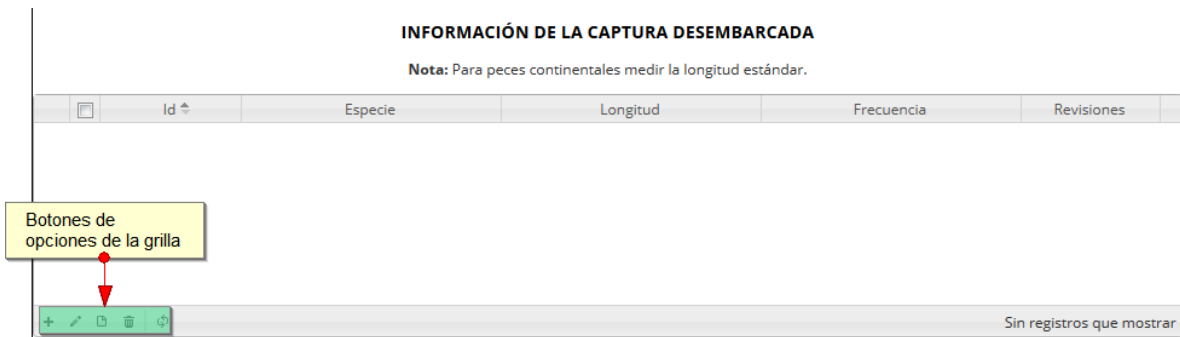 INFORMACIÓN DE LA CAPTURA DESEMBARCADA
Nota: Para peces continentales medir la longitud estándar.
Id Especie Longitud Frecuencia Revisiones
Botones de
opciones de la grilla
Sin registros que mostrar